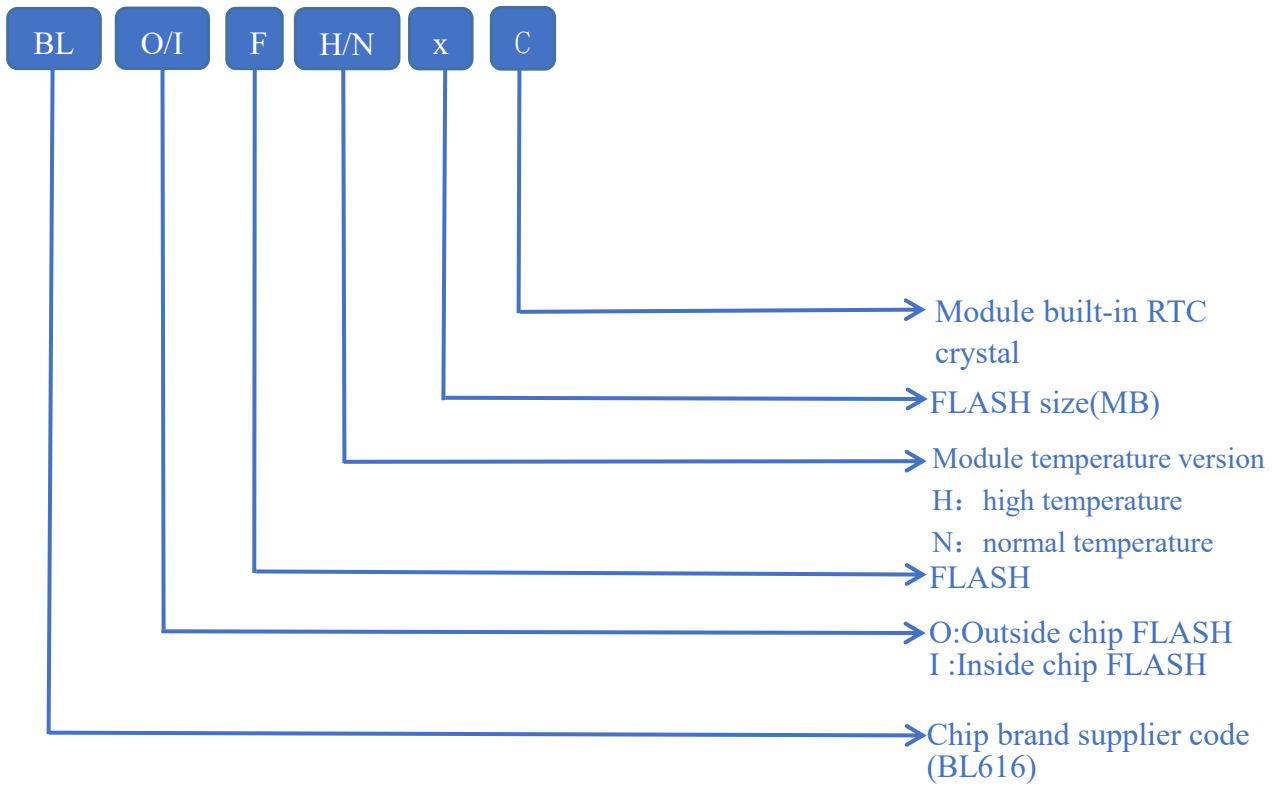 BL O/I F H/N x C
Module built-in RTC
crystal
FLASH size(MB)
Module temperature version
H： high temperature
N： normal temperature
FLASH
O:Outside chip FLASH
I :Inside chip FLASH
Chip brand supplier code
(BL616)